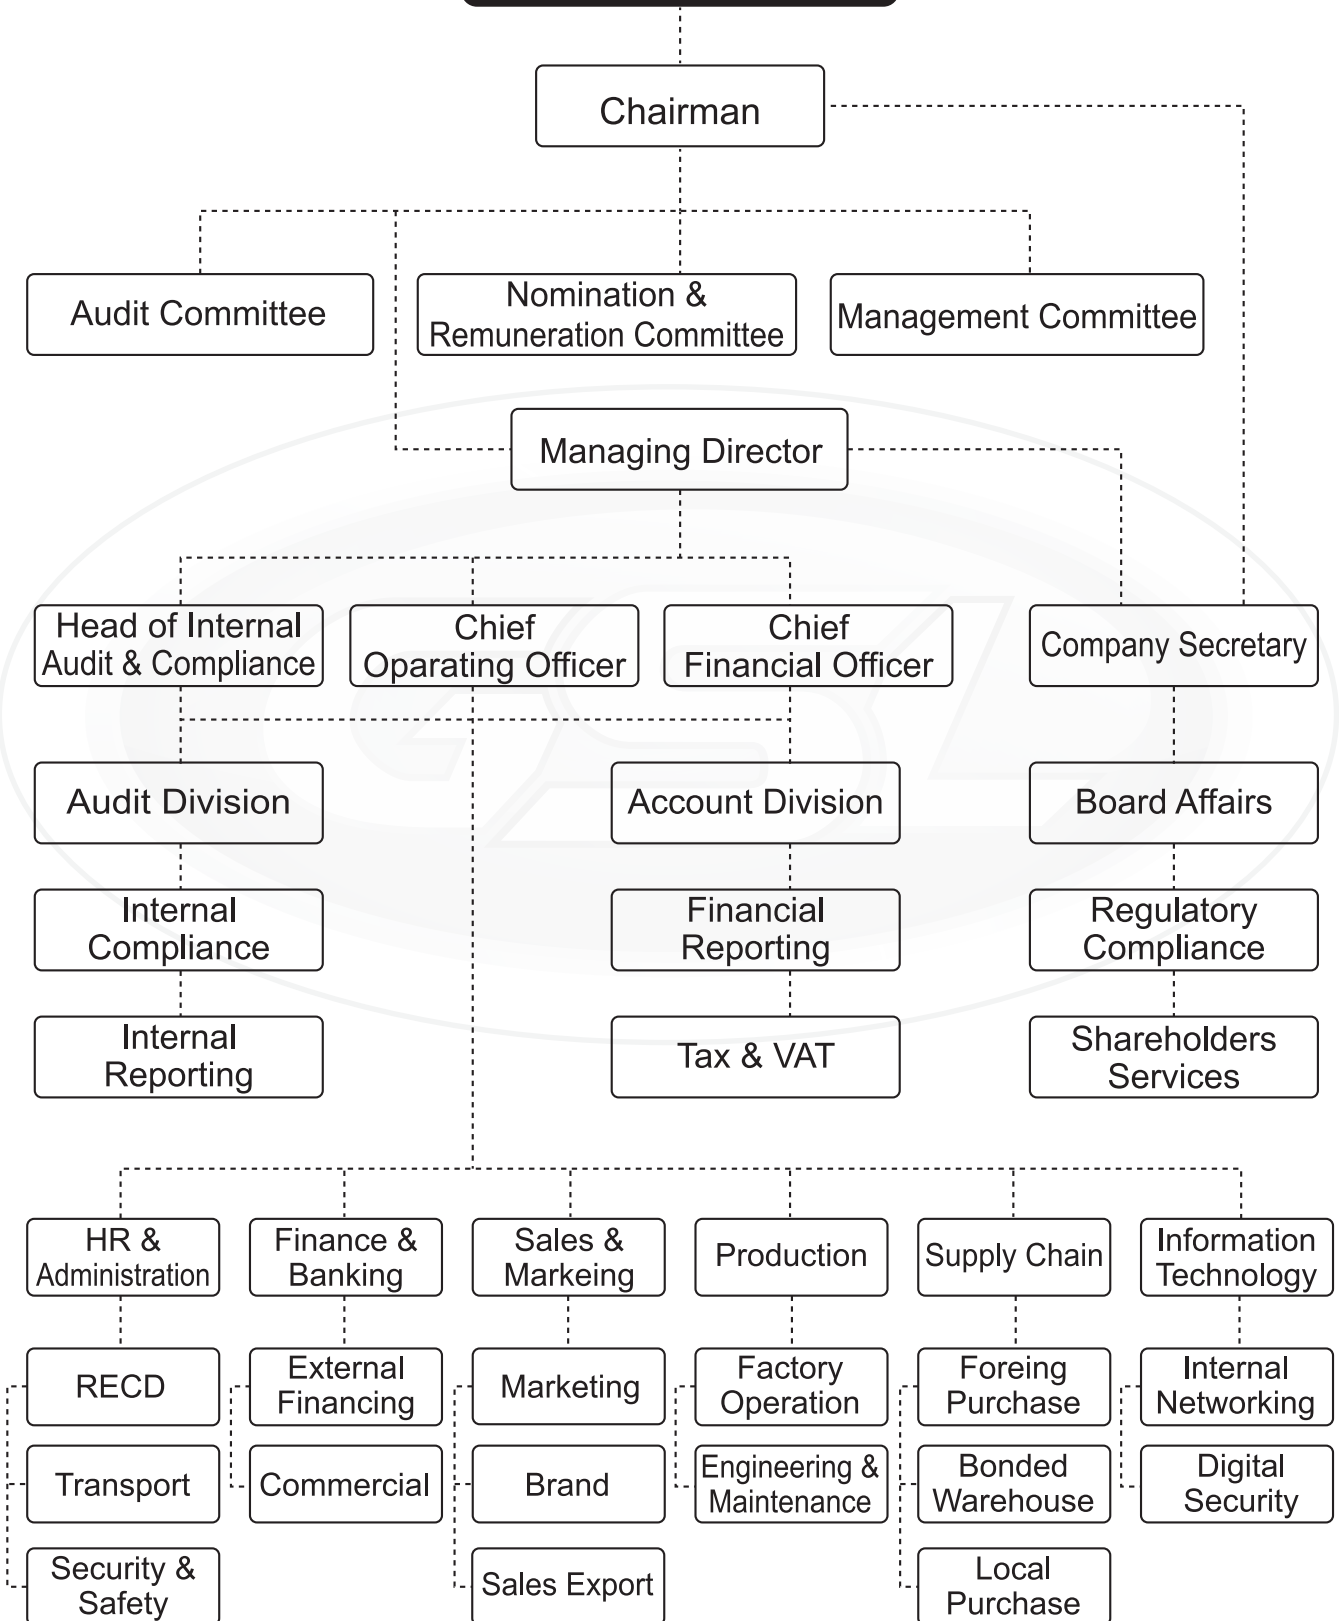 Chairman
Audit Committee
Nomination &
Remuneration Committee
Management Committee
Managing Director
Head of Internal
Audit & Compliance
Chief
Oparating Officer
Chief
Financial Officer
Company Secretary
Audit Division
Account Division
Board Affairs
Internal
Compliance
Financial
Reporting
Regulatory
Compliance
Internal
Reporting
Tax & VAT
Shareholders
Services
HR &
Administration
Finance &
Banking
Sales &
Markeing
Production
Supply Chain
Information
Technology
RECD
External
Financing
Marketing
Factory
Operation
Foreing
Purchase
Internal
Networking
Transport
Commercial
Brand
Engineering &
Maintenance
Bonded
Warehouse
Digital
Security
Security &
Safety
Sales Export
Local
Purchase
GSL